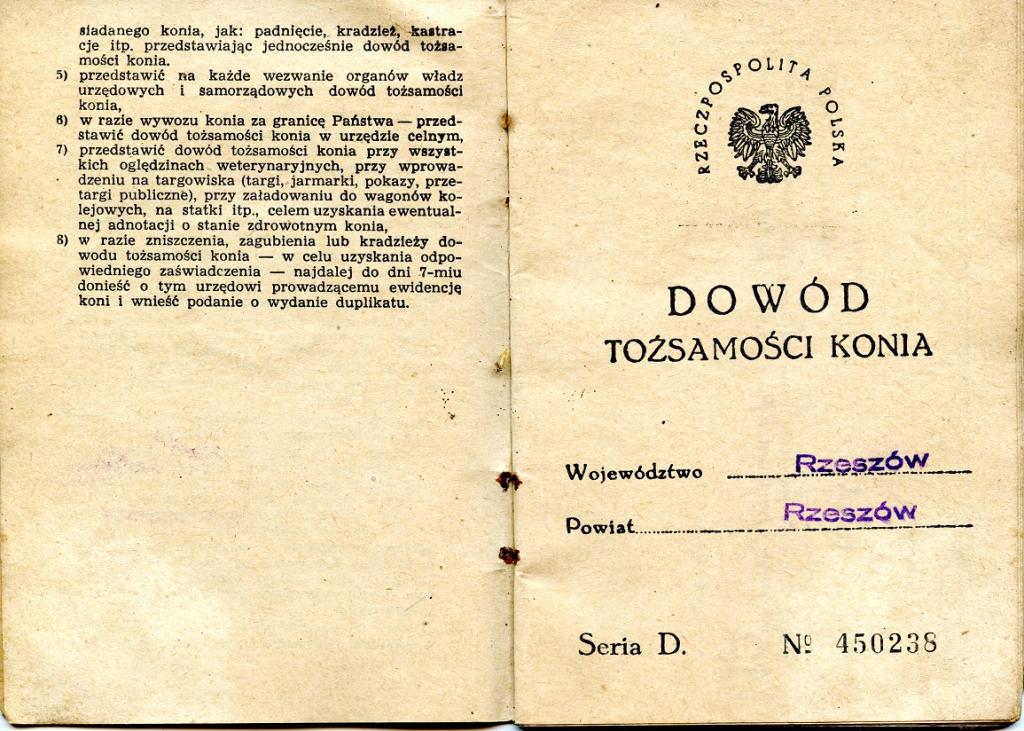 siadanego konia, jak: padnięcie, kradzież, kastra-
cje itp. przedstawiając jednocześnie dowód tożsa-
mości konia.
5) przedstawić na każde wezwanie organów władz
urzędowych i samorządowych dowód tożsamości
konia,
6) w razie wywozu konia za granicę Państwa — przed-
stawić dowód tożsamości konia w urzędzie celnym,
7) przedstawić dowód tożsamości konia przy wszyst-
kich oględzinach weterynaryjnych, przy wprowa-
dzeniu na targowiska (targi, jarmarki, pokazy, prze-
targi publiczne), przy załadowaniu do wagonów ko-
lejowych, na statki itp., celem uzyskania ewentual-
nej adnotacji o stanie zdrowotnym konia,
8) w razie zniszczenia, zagubienia lub kradzieży do-
wodu tożsamości konia — w celu uzyskania odpo-
wiedniego zaświadczenia — najdalej do dni 7-miu
donieść o tym urzędowi prowadzącemu ewidencję
koni i wnieść podanie o wydanie duplikatu.
RZECZPOSPOLITA POLSKA
DOWÓD
TOŻSAMOŚCI KONIA
Województwo Rzeszów
Powiat Rzeszów
Seria D. Nº 450238